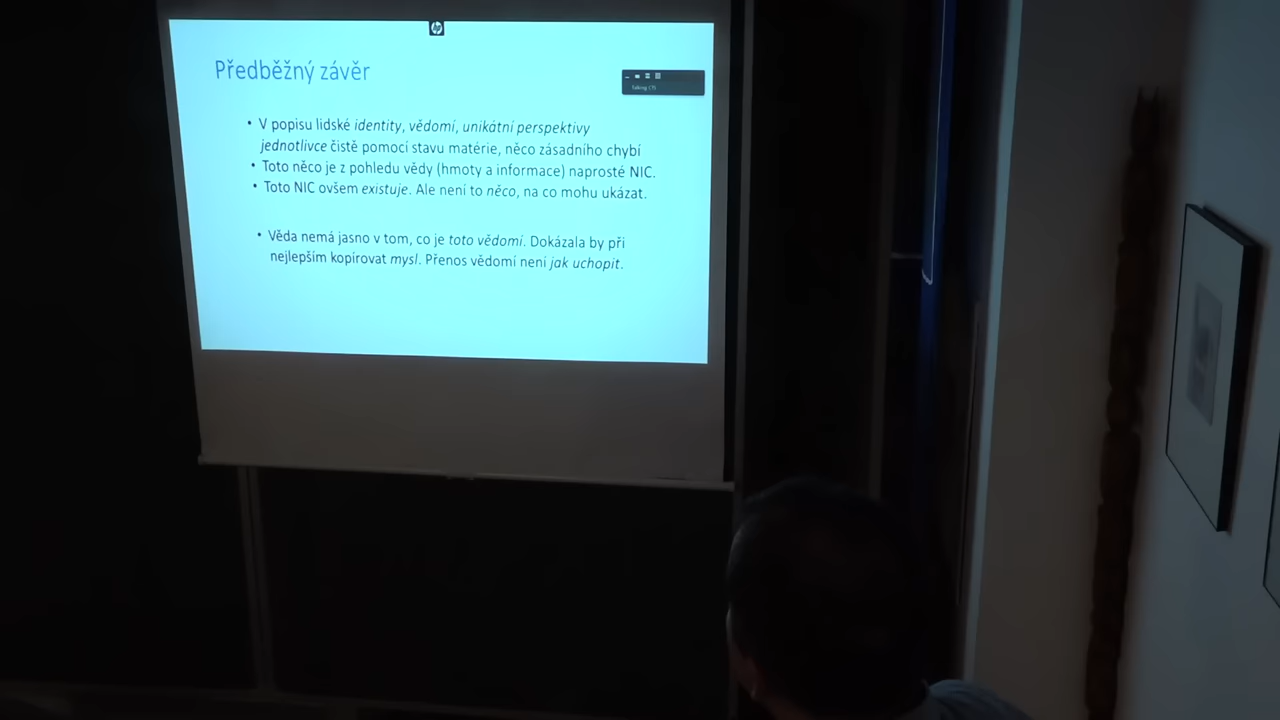 Předběžný závěr
• V popisu lidské identity, vědomí, unikátní perspektivy
jednotlivce čistě pomocí stavu matérie, něco zásadního chybí
• Toto něco je z pohledu vědy (hmoty a informace) naprosté NIC.
• Toto NIC ovšem existuje. Ale není to něco, na co mohu ukázat.
• Věda nemá jasno v tom, co je toto vědomí. Dokázala by při
nejlepším kopírovat mysl. Přenos vědomí není jak uchopit.
hp